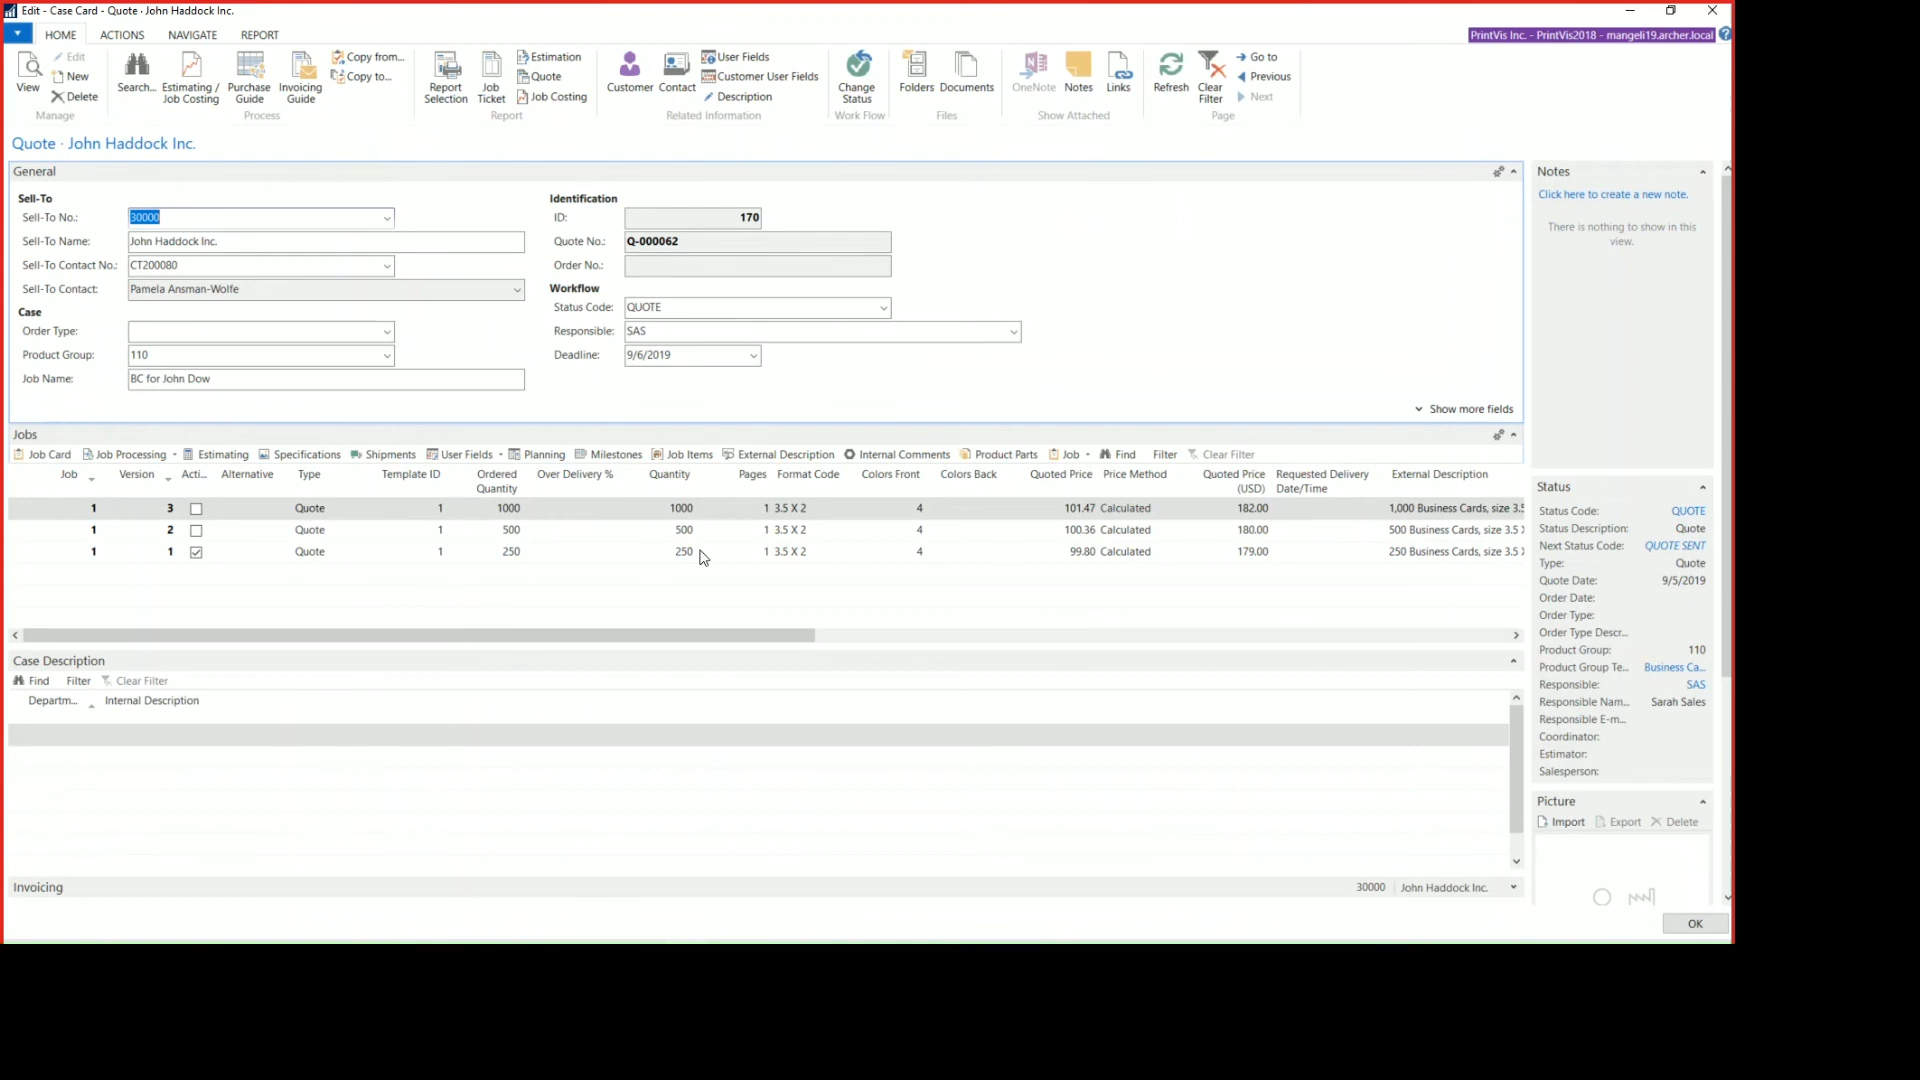 Edit - Case Card - Quote · John Haddock Inc.
HOME ACTIONS NAVIGATE REPORT
PrintVis Inc. - PrintVis2018 - mangeli19.archer.local
View Edit New Delete
Manage
Search... Estimating / Job Costing Purchase Guide Invoicing Guide Copy from... Copy to...
Process
Report Selection Job Ticket Estimation Quote Job Costing
Report
Customer Contact User Fields Customer User Fields Description
Related Information
Change Status
Work Flow
Folders Documents
Files
OneNote Notes Links
Show Attached
Refresh Clear Filter Go to Previous Next
Page
Quote · John Haddock Inc.
General
Sell-To
Sell-To No.: 30000
Sell-To Name: John Haddock Inc.
Sell-To Contact No.: CT200080
Sell-To Contact: Pamela Ansman-Wolfe
Case
Order Type:
Product Group: 110
Job Name: BC for John Dow
Identification
ID: 170
Quote No.: Q-000062
Order No.:
Workflow
Status Code: QUOTE
Responsible: SAS
Deadline: 9/6/2019
Show more fields
Jobs
Job Card Job Processing Estimating Specifications Shipments User Fields Planning Milestones Job Items External Description Internal Comments Product Parts Job Find Filter Clear Filter
Job Version Acti... Alternative Type Template ID Ordered Quantity Over Delivery % Quantity Pages Format Code Colors Front Colors Back Quoted Price Price Method Quoted Price (USD) Requested Delivery Date/Time External Description
1 3 Quote 1 1000 1000 1 3.5 X 2 4 101.47 Calculated 182.00 1,000 Business Cards, size 3.5
1 2 Quote 1 500 500 1 3.5 X 2 4 100.36 Calculated 180.00 500 Business Cards, size 3.5 X
1 1 Quote 1 250 250 1 3.5 X 2 4 99.80 Calculated 179.00 250 Business Cards, size 3.5 X
Case Description
Find Filter Clear Filter
Departm... Internal Description
Invoicing 30000 John Haddock Inc.
Notes
Click here to create a new note.
There is nothing to show in this
view.
Status
Status Code: QUOTE
Status Description: Quote
Next Status Code: QUOTE SENT
Type: Quote
Quote Date: 9/5/2019
Order Date:
Order Type:
Order Type Descr...
Product Group: 110
Product Group Te... Business Ca...
Responsible: SAS
Responsible Nam... Sarah Sales
Responsible E-m...
Coordinator:
Estimator:
Salesperson:
Picture
Import Export Delete
OK